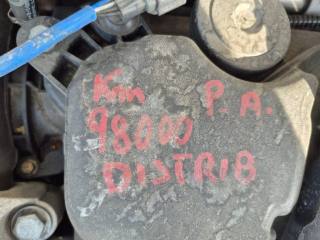 Km P. A.
98000
DISTRIB